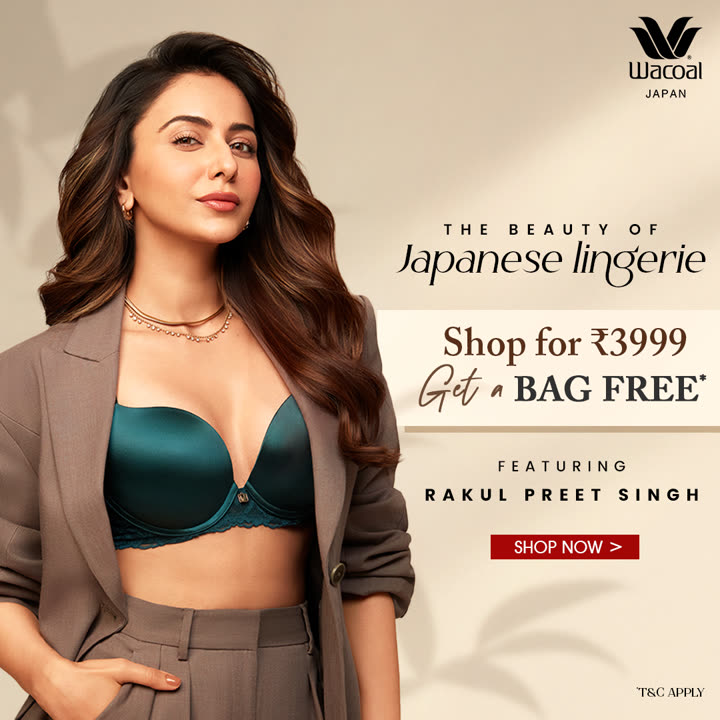 Wacoal
JAPAN
THE BEAUTY OF
Japanese lingerie
Shop for ₹3999
Get a BAG FREE*
FEATURING
RAKUL PREET SINGH
SHOP NOW >
*T&C APPLY